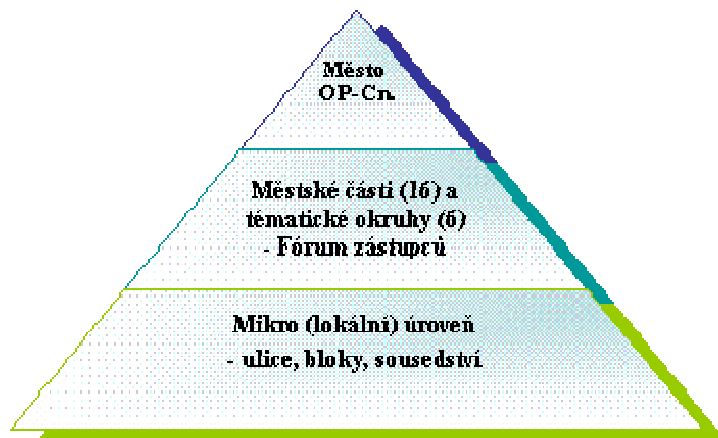 Město
OP-Cn.
Městské části (16) a
tématické okruhy (6)
- Fórum zástupců
Mikro (lokální) úroveň
- ulice, bloky, sousedství